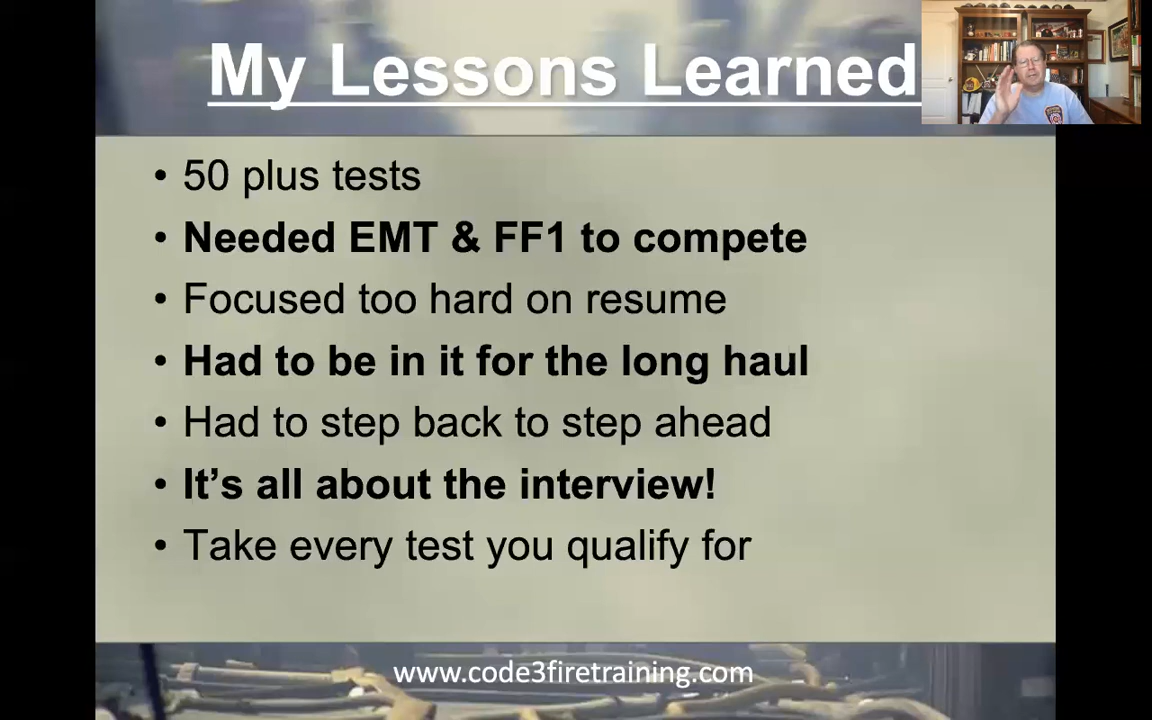 My Lessons Learned
• 50 plus tests
• Needed EMT & FF1 to compete
• Focused too hard on resume
• Had to be in it for the long haul
• Had to step back to step ahead
• It's all about the interview!
• Take every test you qualify for
www.code3firetraining.com